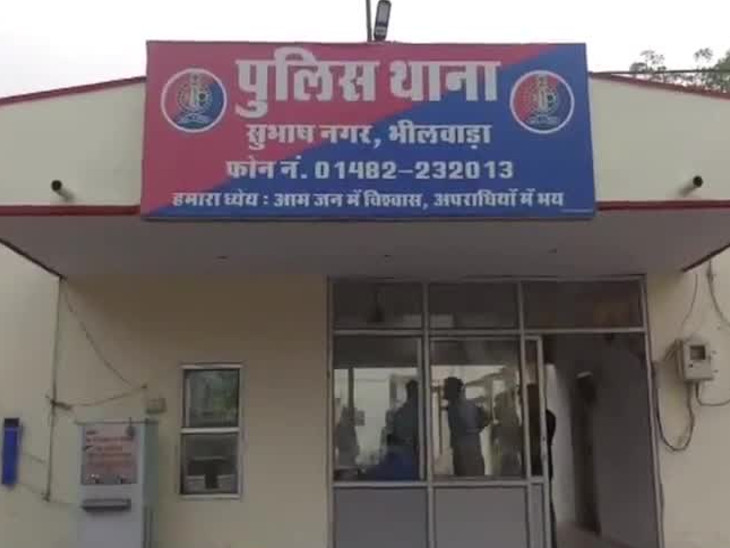 पुलिस थाना
सुभाष नगर, भीलवाड़ा
फोन नं. 01482-232013
हमारा ध्येय : आम जन में विश्वास, अपराधियों में भय